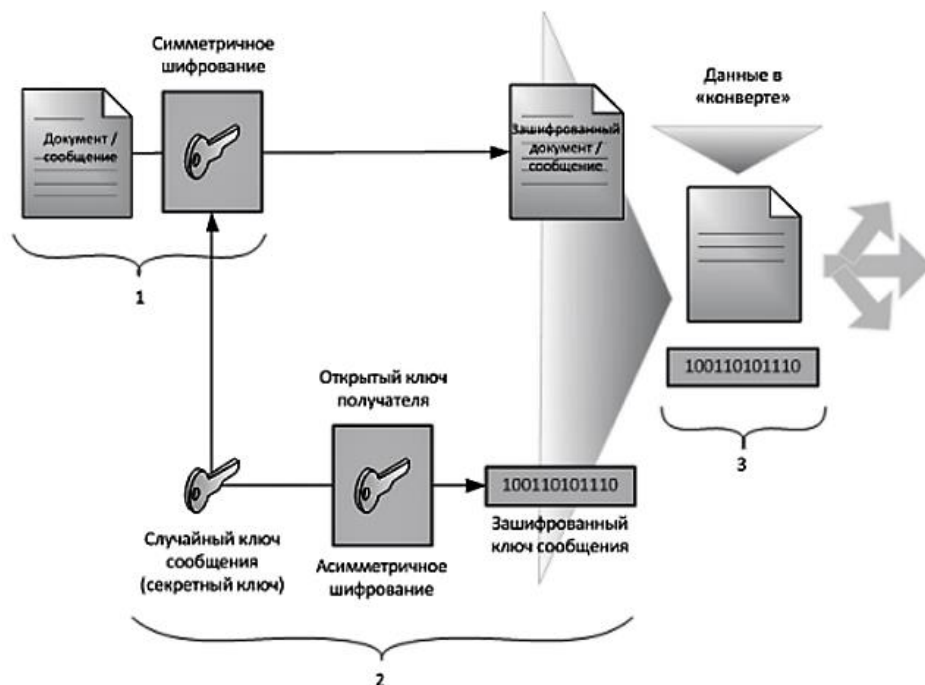 Симметричное
шифрование
Документ /
сообщение
Зашифрованный
документ /
сообщение
Данные в
«конверте»
1
Открытый ключ
получателя
100110101110
3
100110101110
Случайный ключ
сообщения
(секретный ключ)
Асимметричное
шифрование
Зашифрованный
ключ сообщения
2